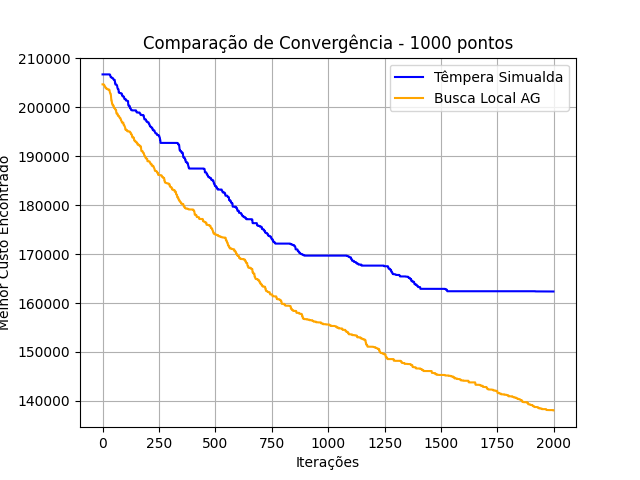 Comparação de Convergência - 1000 pontos
Têmpera Simualda
Busca Local AG
Melhor Custo Encontrado
210000
200000
190000
180000
170000
160000
150000
140000
0 250 500 750 1000 1250 1500 1750 2000
Iterações